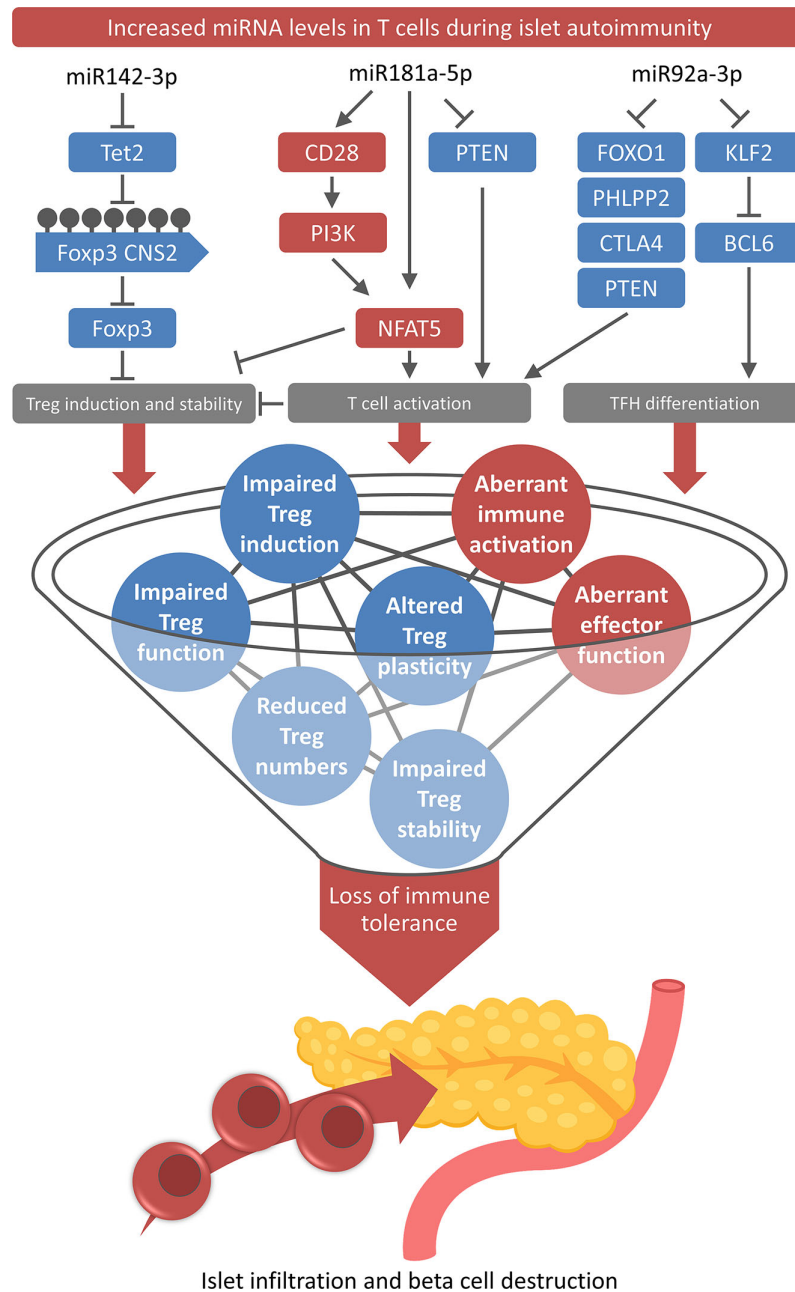 Increased miRNA levels in T cells during islet autoimmunity
miR142-3p
miR181a-5p
miR92a-3p
Tet2
CD28
PTEN
FOXO1
KLF2
PHLPP2
Foxp3 CNS2
PI3K
CTLA4
BCL6
PTEN
Foxp3
NFAT5
Treg induction and stability
T cell activation
TFH differentiation
Impaired
Treg
induction
Aberrant
immune
activation
Impaired
Treg
function
Altered
Treg
plasticity
Aberrant
effector
function
Reduced
Treg
numbers
Impaired
Treg
stability
Loss of immune
tolerance
Islet infiltration and beta cell destruction